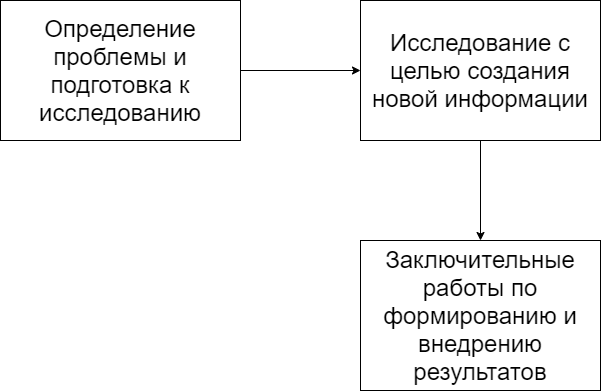 Определение
проблемы и
подготовка к
исследованию
Исследование с
целью создания
новой информации
Заключительные
работы по
формированию и
внедрению
результатов